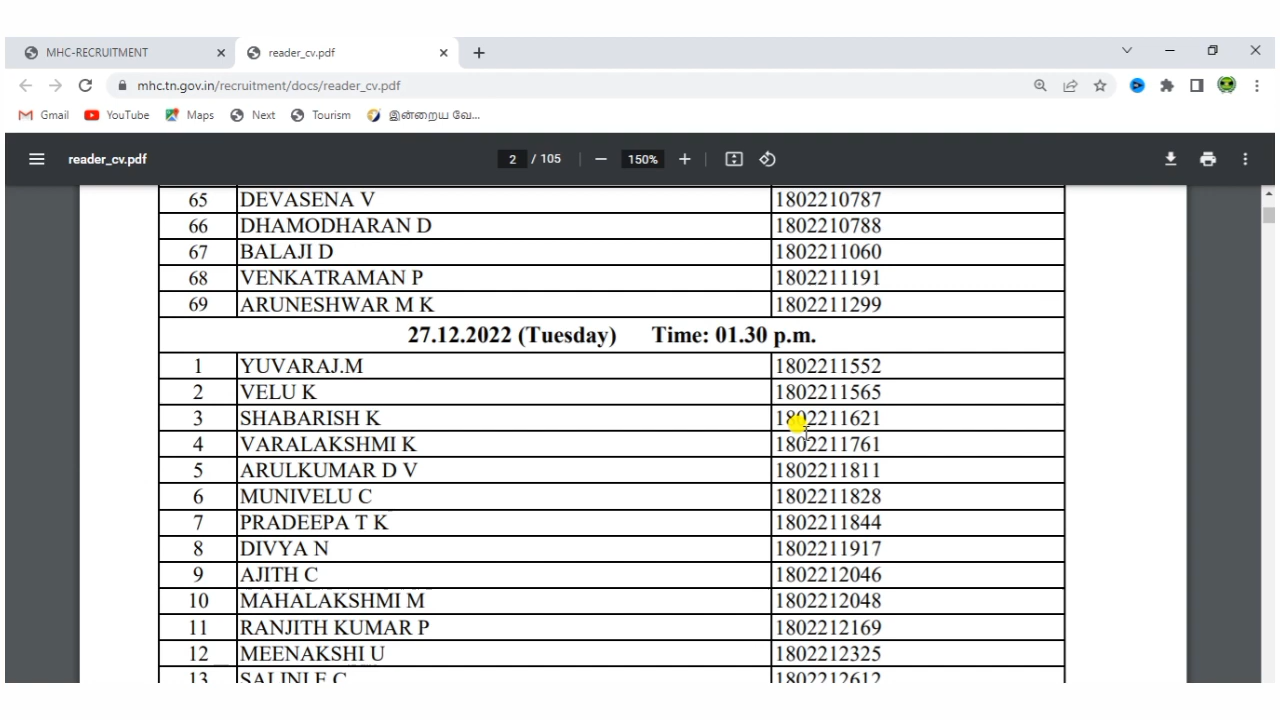 MHC-RECRUITMENT reader_cv.pdf
mhc.tn.gov.in/recruitment/docs/reader_cv.pdf
Gmail YouTube Maps Next Tourism இன்றைய வே...
reader_cv.pdf 2 / 105 150%
65 DEVASENA V 1802210787
66 DHAMODHARAN D 1802210788
67 BALAJI D 1802211060
68 VENKATRAMAN P 1802211191
69 ARUNESHWAR M K 1802211299
27.12.2022 (Tuesday) Time: 01.30 p.m.
1 YUVARAJ.M 1802211552
2 VELU K 1802211565
3 SHABARISH K 1802211621
4 VARALAKSHMI K 1802211761
5 ARULKUMAR D V 1802211811
6 MUNIVELU C 1802211828
7 PRADEEPA T K 1802211844
8 DIVYA N 1802211917
9 AJITH C 1802212046
10 MAHALAKSHMI M 1802212048
11 RANJITH KUMAR P 1802212169
12 MEENAKSHI U 1802212325
13 SALINI E C 1802212612